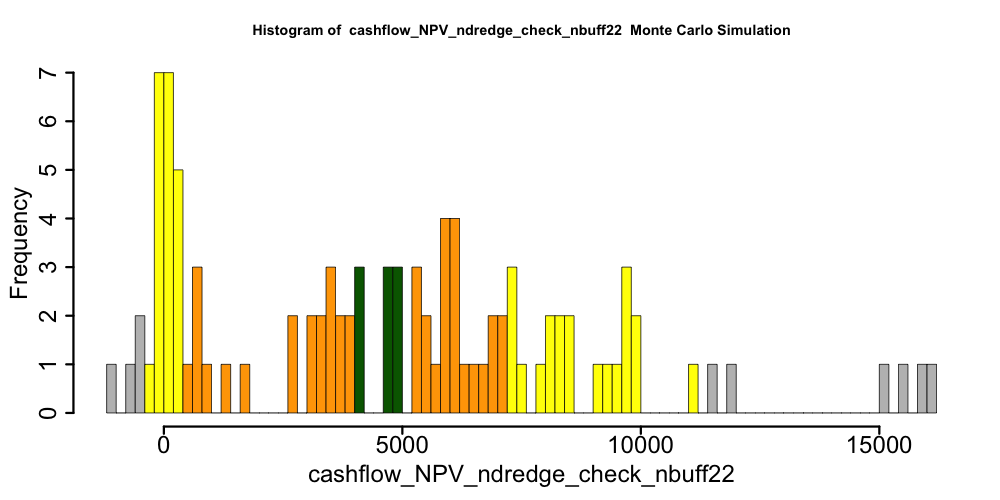 Histogram of  cashflow_NPV_ndredge_check_nbuff22  Monte Carlo Simulation
Frequency
7
6
5
4
3
2
1
0
0 5000 10000 15000
cashflow_NPV_ndredge_check_nbuff22